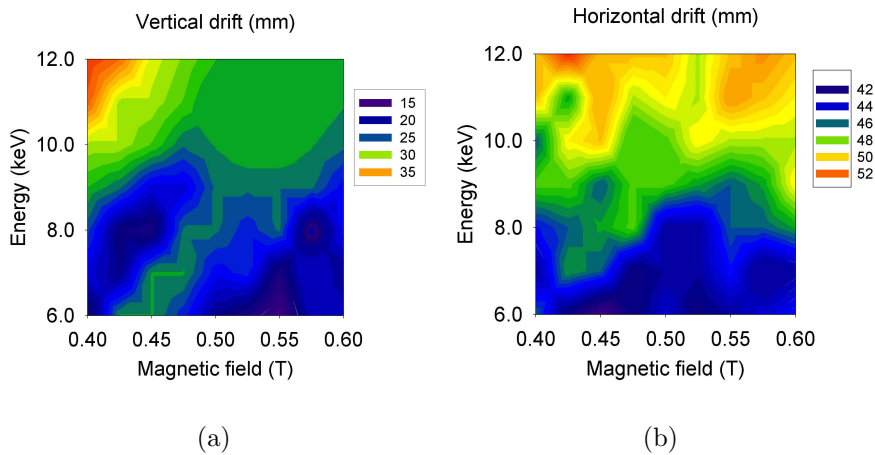 Vertical drift (mm)
12.0
10.0
8.0
6.0
Energy (keV)
0.40 0.45 0.50 0.55 0.60
Magnetic field (T)
15
20
25
30
35
(a)
Horizontal drift (mm)
12.0
10.0
8.0
6.0
Energy (keV)
0.40 0.45 0.50 0.55 0.60
Magnetic field (T)
42
44
46
48
50
52
(b)